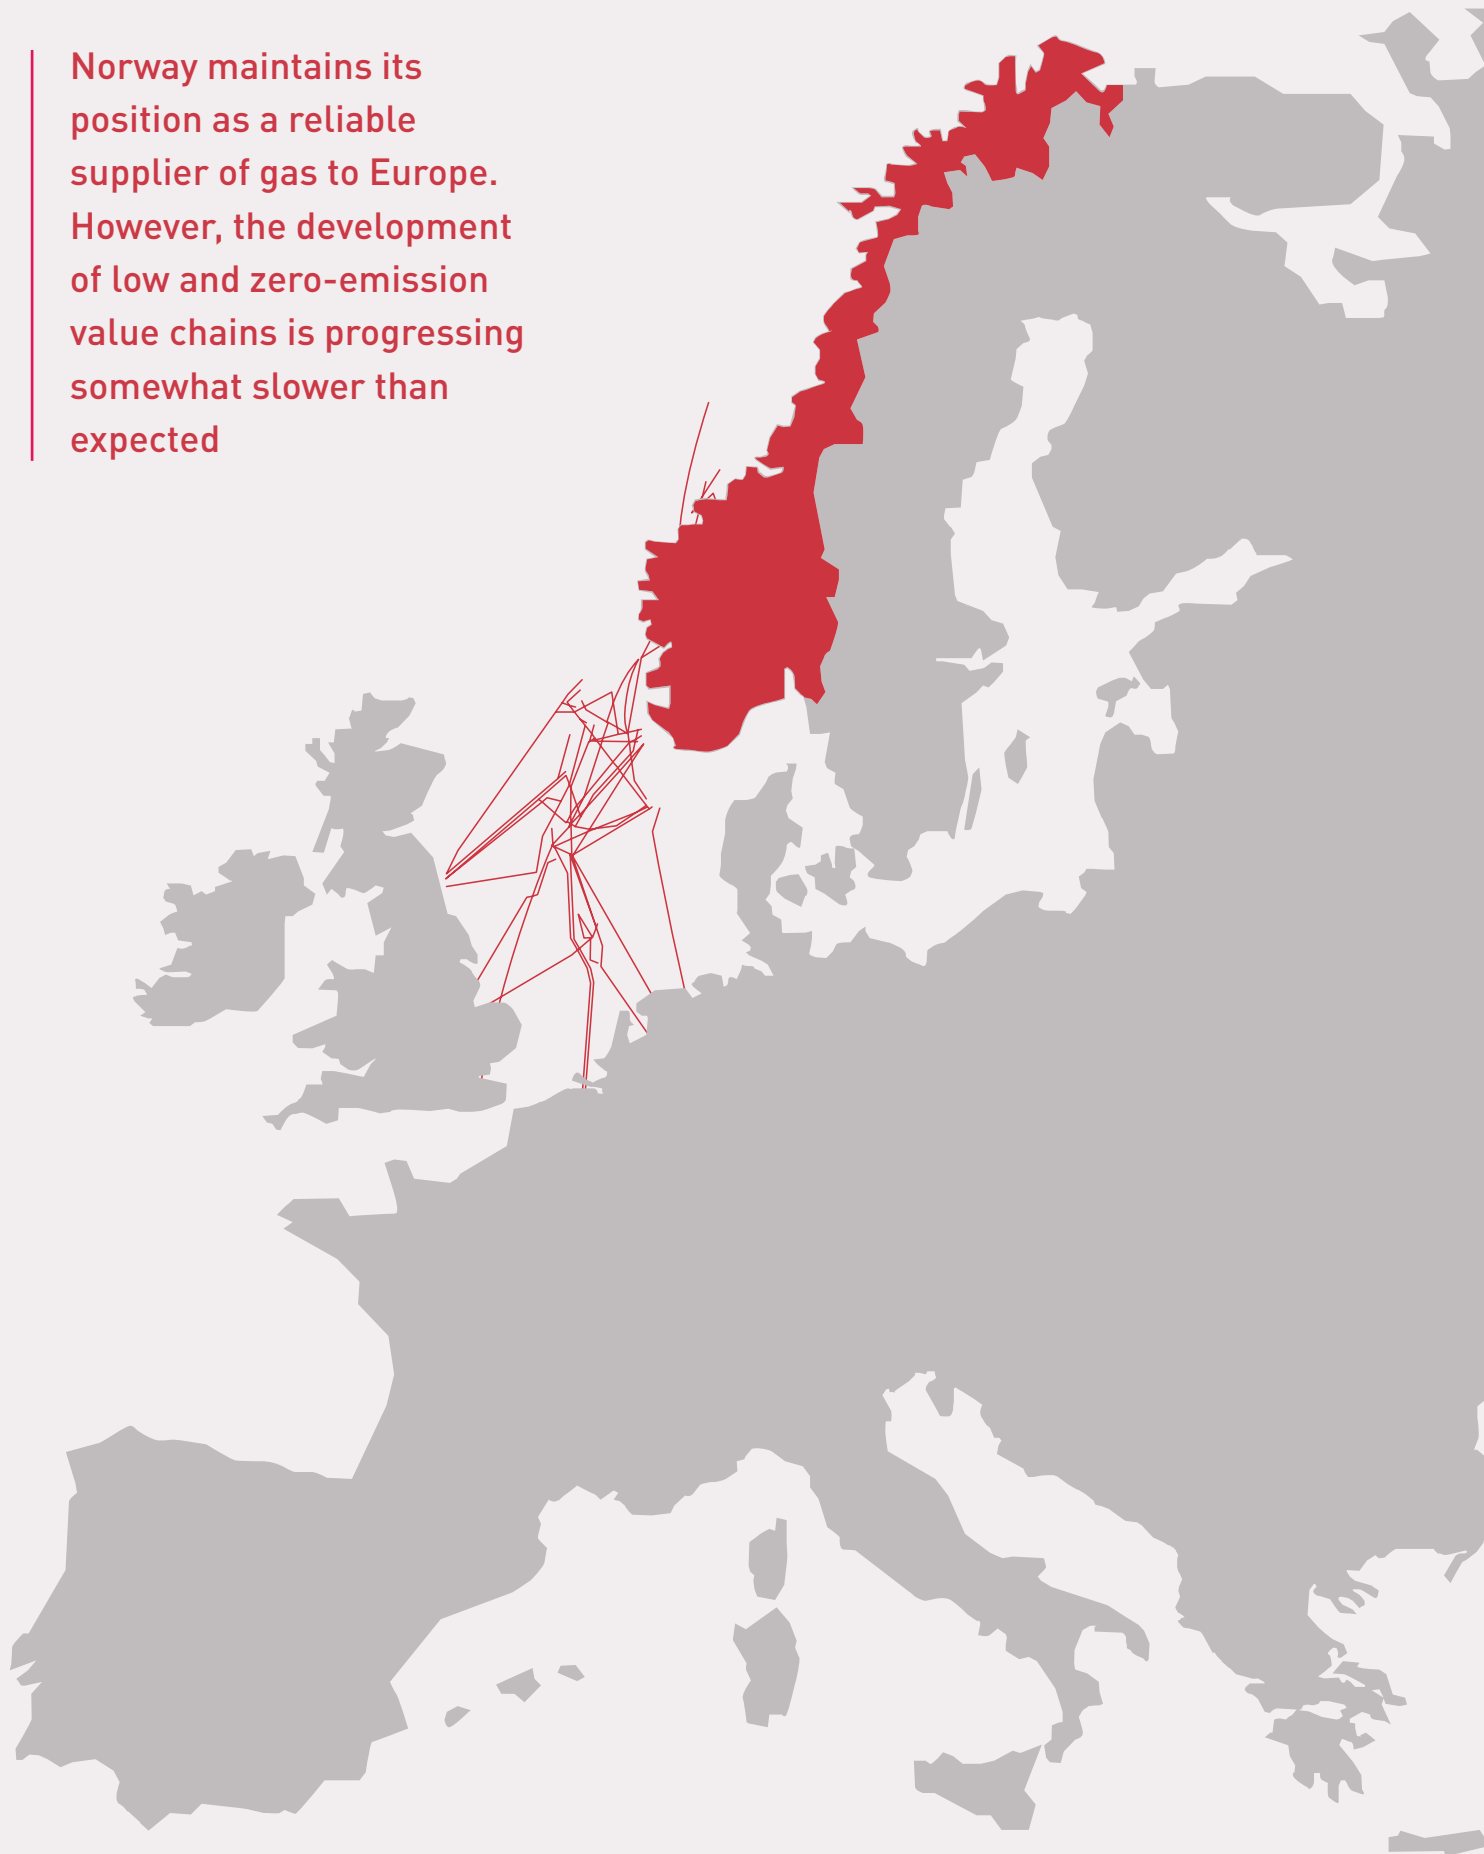 Norway maintains its
position as a reliable
supplier of gas to Europe.
However, the development
of low and zero-emission
value chains is progressing
somewhat slower than
expected